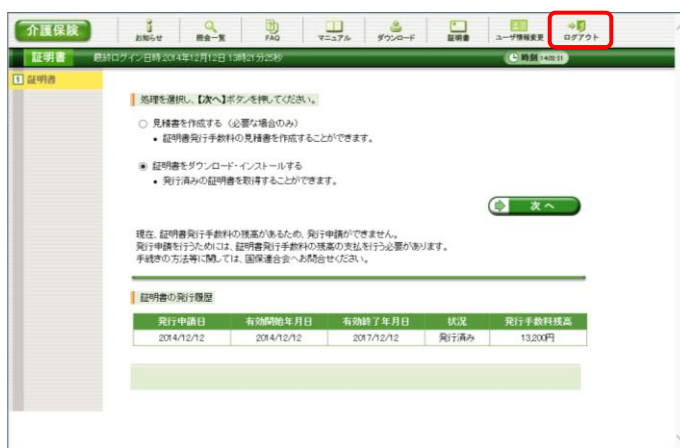 介護保険
お知らせ 照会一覧 FAQ マニュアル ダウンロード 証明書 ユーザ情報変更 ログアウト
証明書 最終ログイン日時:2014年12月12日 13時21分25秒 時刻
1 証明書
処理を選択し、【次へ】ボタンを押してください。
見積書を作成する（必要な場合のみ）
• 証明書発行手数料の見積書を作成することができます。
証明書をダウンロード・インストールする
• 発行済みの証明書を取得することができます。
次へ
現在、証明書発行手数料の残高があるため、発行申請ができません。
発行申請を行うためには、証明書発行手数料の残高の支払を行う必要があります。
手続きの方法等に関しては、国保連合会へお問合せください。
証明書の発行履歴
発行申請日 有効開始年月日 有効終了年月日 状況 発行手数料残高
2014/12/12 2014/12/12 2017/12/12 発行済み 13,200円